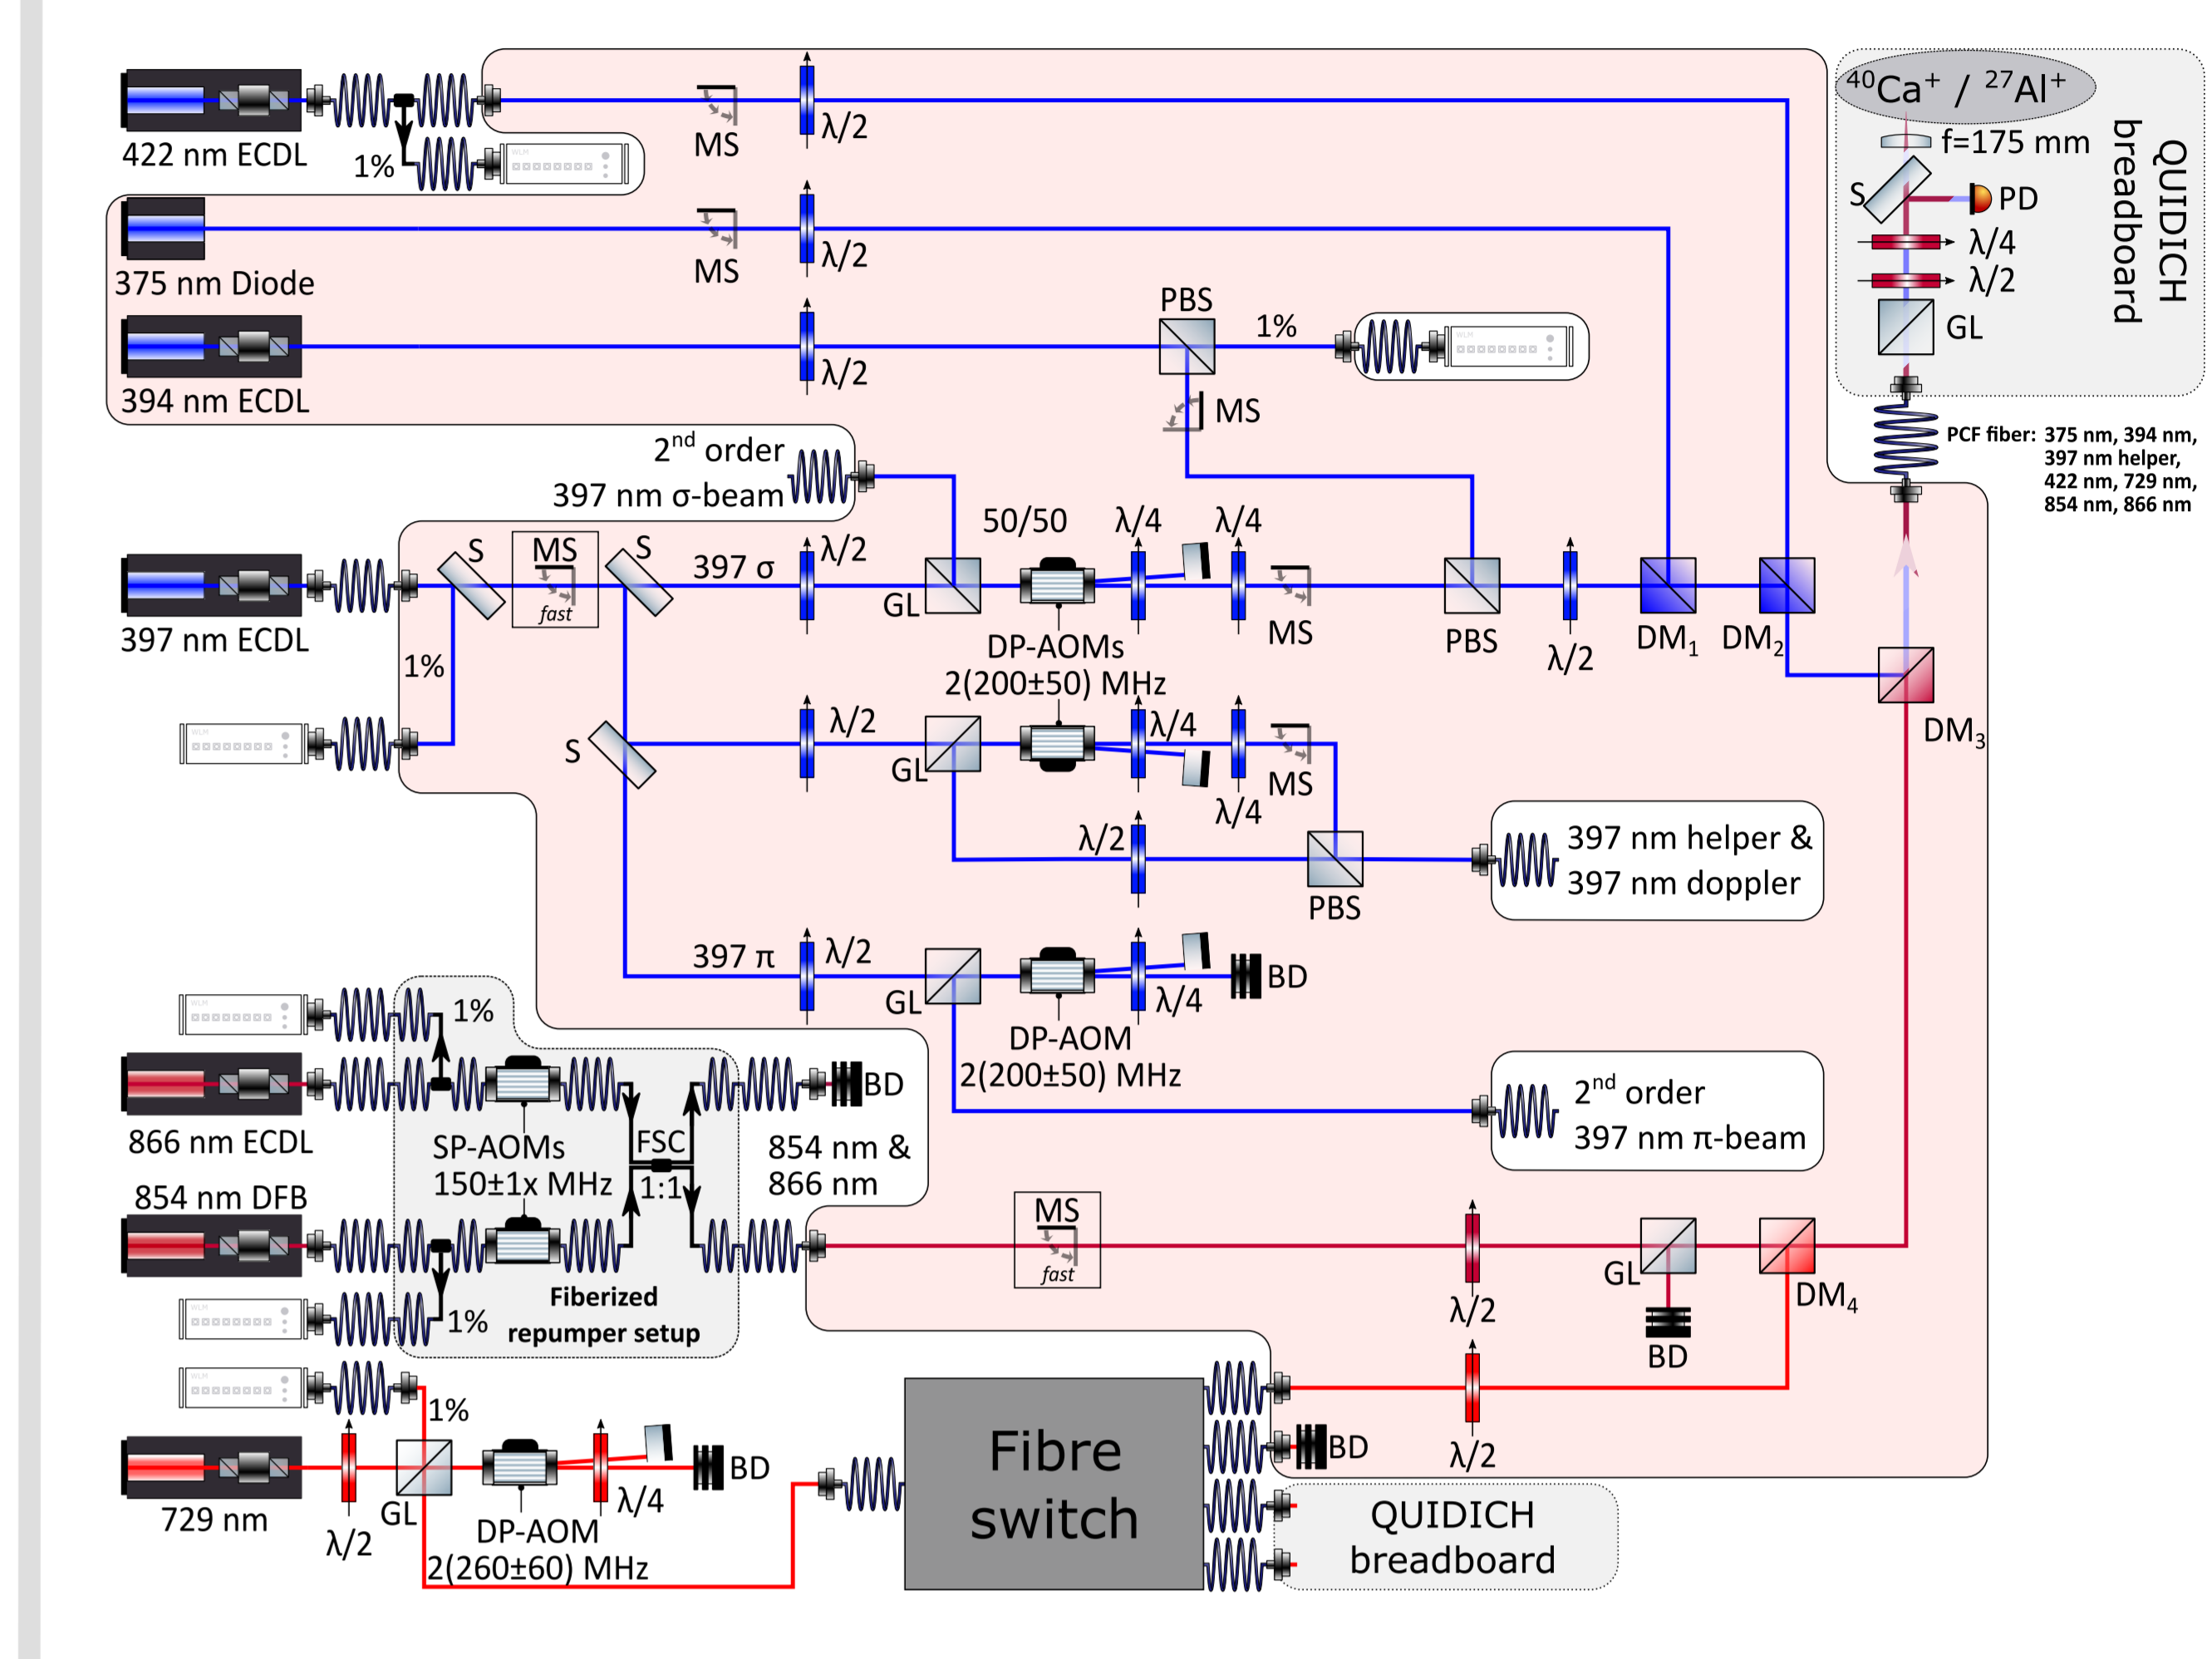 422 nm ECDL
1%
WLM
MS
λ/2
375 nm Diode
MS
λ/2
394 nm ECDL
λ/2
PBS
1%
WLM
MS
⁴⁰Ca⁺ / ²⁷Al⁺
f=175 mm
S
PD
λ/4
λ/2
GL
QUIDICH
breadboard
PCF fiber: 375 nm, 394 nm,
397 nm helper,
422 nm, 729 nm,
854 nm, 866 nm
2ⁿᵈ order
397 nm σ-beam
397 nm ECDL
S
MS
fast
S
397 σ
λ/2
GL
50/50
λ/4
λ/4
MS
DP-AOMs
2(200±50) MHz
PBS
λ/2
DM₁
DM₂
DM₃
1%
WLM
S
λ/2
GL
λ/4
λ/4
MS
λ/2
PBS
397 nm helper &
397 nm doppler
397 π
λ/2
GL
λ/4
BD
DP-AOM
2(200±50) MHz
2ⁿᵈ order
397 nm π-beam
WLM
1%
866 nm ECDL
SP-AOMs
150±1x MHz
FSC
1:1
BD
854 nm &
866 nm
854 nm DFB
WLM
1%
Fiberized
repumper setup
MS
fast
λ/2
GL
BD
DM₄
WLM
1%
729 nm
λ/2
GL
DP-AOM
2(260±60) MHz
λ/4
BD
Fibre
switch
λ/2
BD
QUIDICH
breadboard